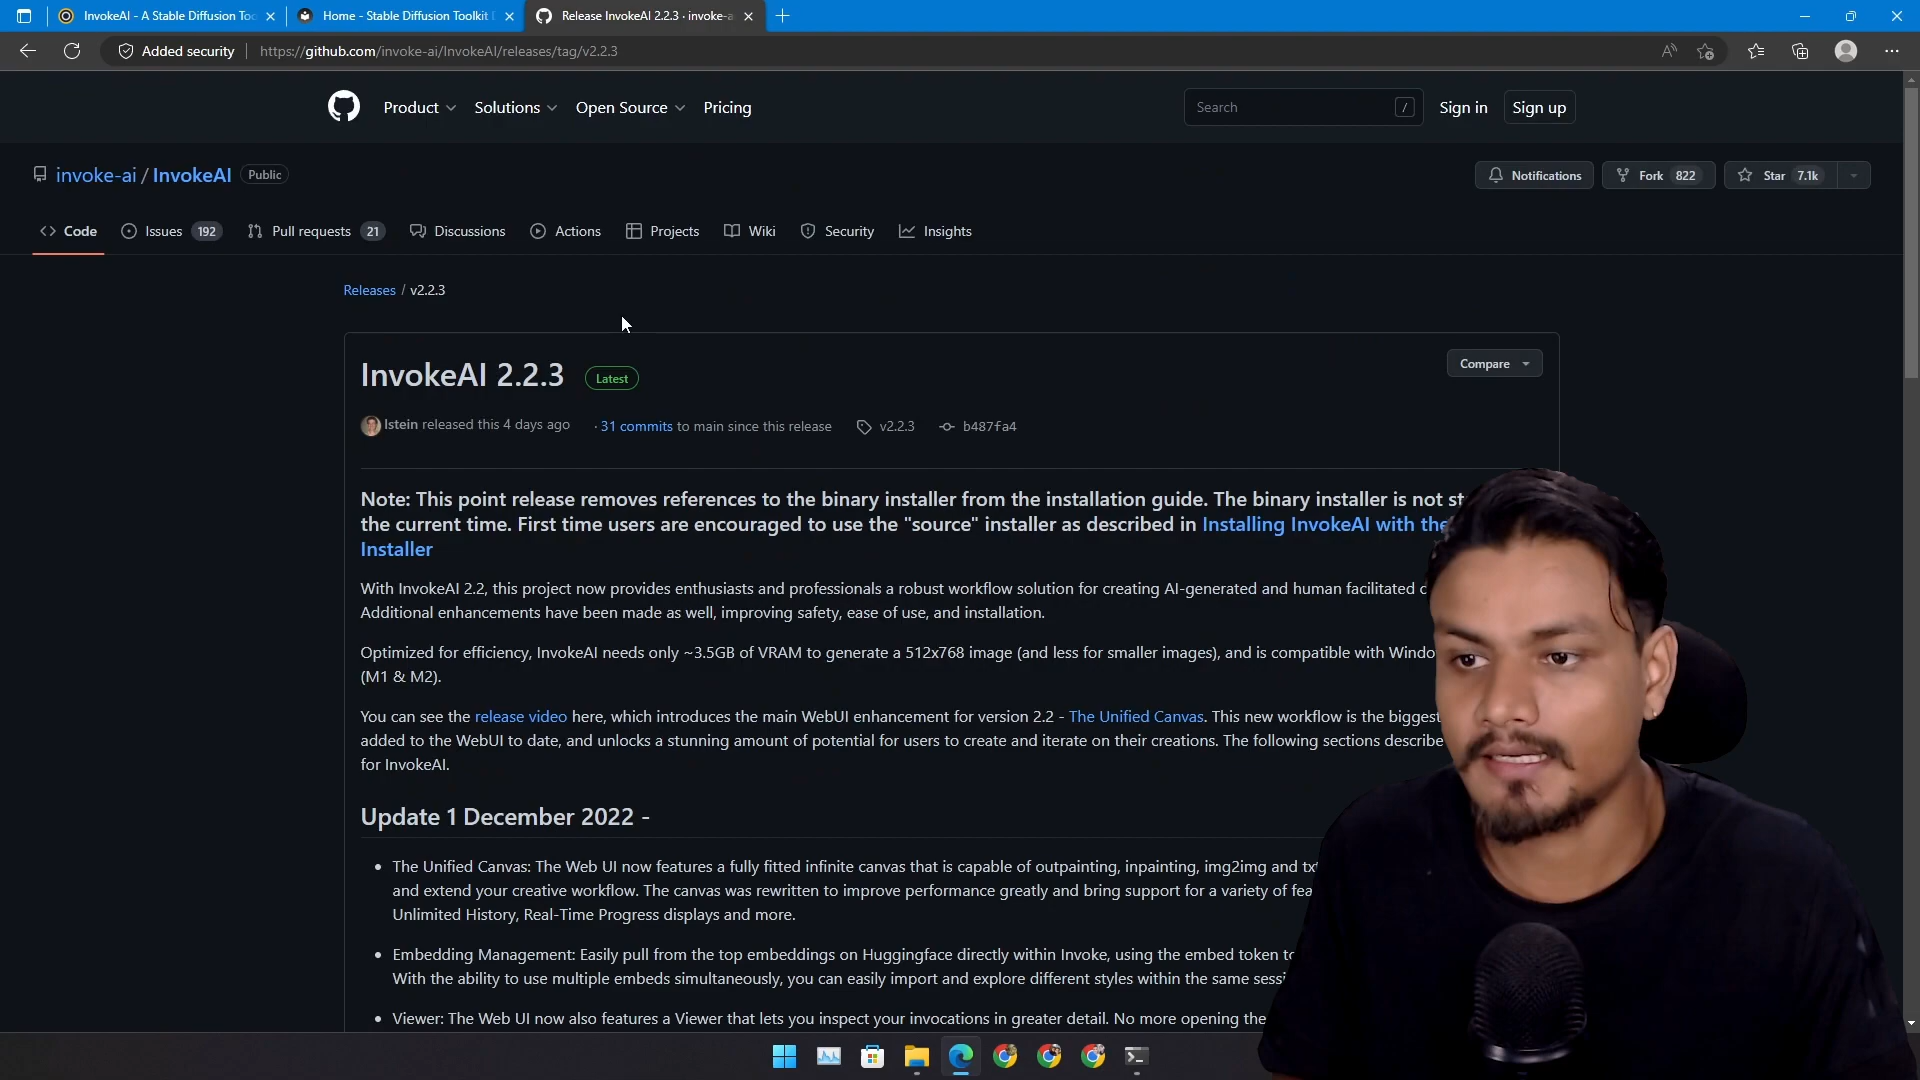 InvokeAI - A Stable Diffusion Too
Home - Stable Diffusion Toolkit D
Release InvokeAI 2.2.3 · invoke-a
Added security
https://github.com/invoke-ai/InvokeAI/releases/tag/v2.2.3
Product
Solutions
Open Source
Pricing
Search
/
Sign in
Sign up
invoke-ai / InvokeAI Public
Notifications
Fork 822
Star 7.1k
Code
Issues 192
Pull requests 21
Discussions
Actions
Projects
Wiki
Security
Insights
Releases / v2.2.3
InvokeAI 2.2.3 Latest
Compare
lstein released this 4 days ago · 31 commits to main since this release v2.2.3 b487fa4
Note: This point release removes references to the binary installer from the installation guide. The binary installer is not st
the current time. First time users are encouraged to use the "source" installer as described in Installing InvokeAI with the
Installer
With InvokeAI 2.2, this project now provides enthusiasts and professionals a robust workflow solution for creating AI-generated and human facilitated c
Additional enhancements have been made as well, improving safety, ease of use, and installation.
Optimized for efficiency, InvokeAI needs only ~3.5GB of VRAM to generate a 512x768 image (and less for smaller images), and is compatible with Windo
(M1 & M2).
You can see the release video here, which introduces the main WebUI enhancement for version 2.2 - The Unified Canvas. This new workflow is the biggest
added to the WebUI to date, and unlocks a stunning amount of potential for users to create and iterate on their creations. The following sections describe
for InvokeAI.
Update 1 December 2022 -
• The Unified Canvas: The Web UI now features a fully fitted infinite canvas that is capable of outpainting, inpainting, img2img and txt
and extend your creative workflow. The canvas was rewritten to improve performance greatly and bring support for a variety of fea
Unlimited History, Real-Time Progress displays and more.
• Embedding Management: Easily pull from the top embeddings on Huggingface directly within Invoke, using the embed token to
With the ability to use multiple embeds simultaneously, you can easily import and explore different styles within the same sessi
• Viewer: The Web UI now also features a Viewer that lets you inspect your invocations in greater detail. No more opening the